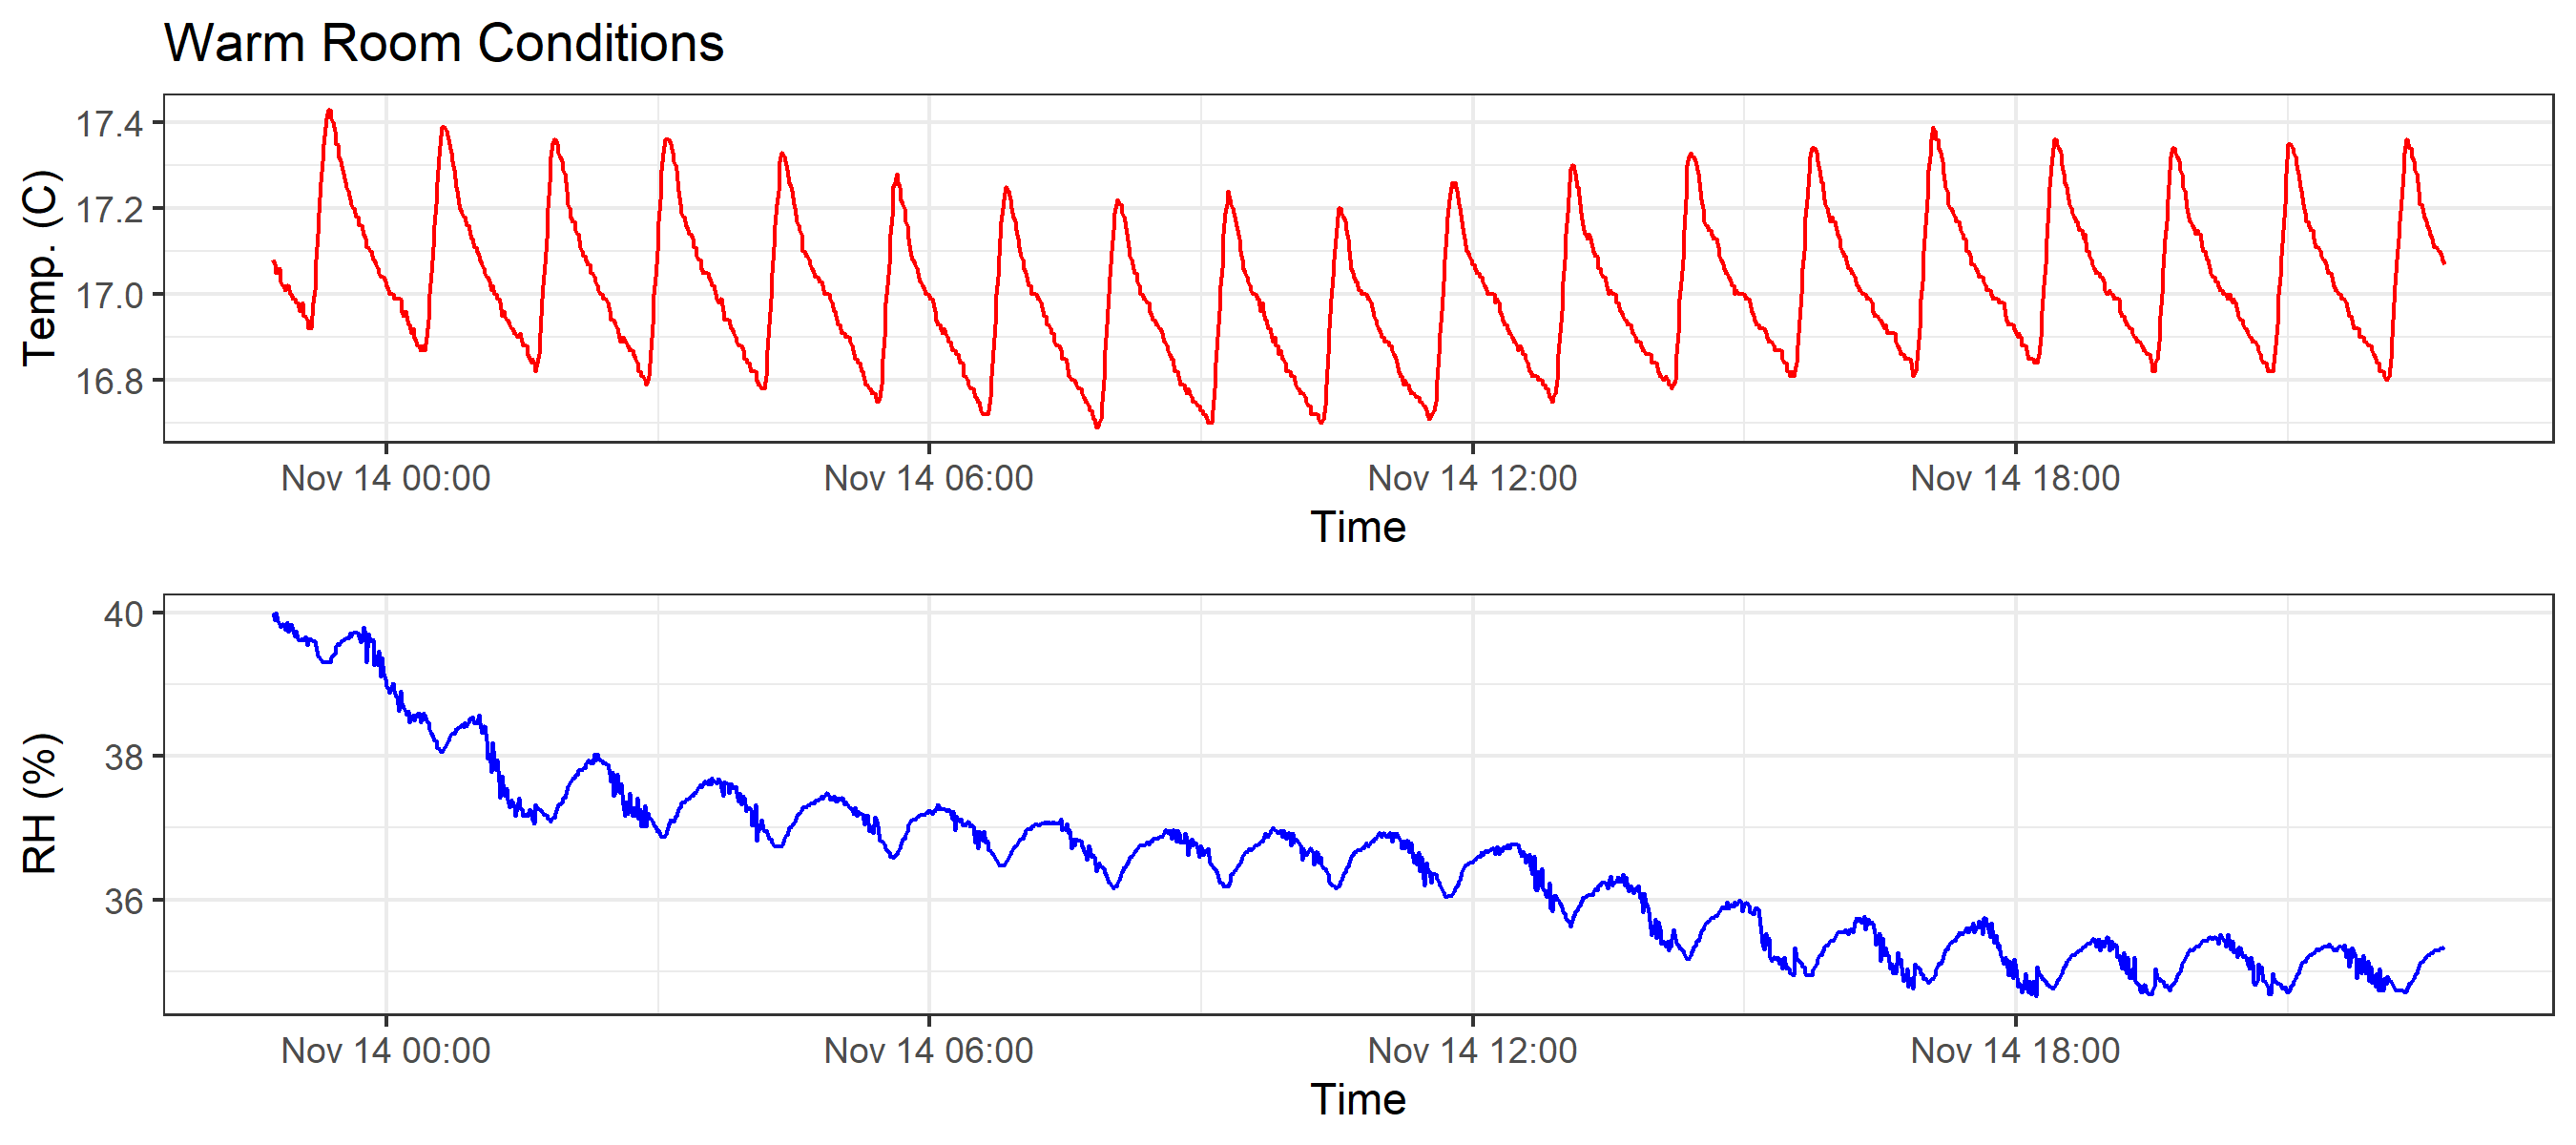 Warm Room Conditions
Temp. (C)
17.4
17.2
17.0
16.8
Nov 14 00:00 Nov 14 06:00 Nov 14 12:00 Nov 14 18:00
Time
RH (%)
40
38
36
Nov 14 00:00 Nov 14 06:00 Nov 14 12:00 Nov 14 18:00
Time